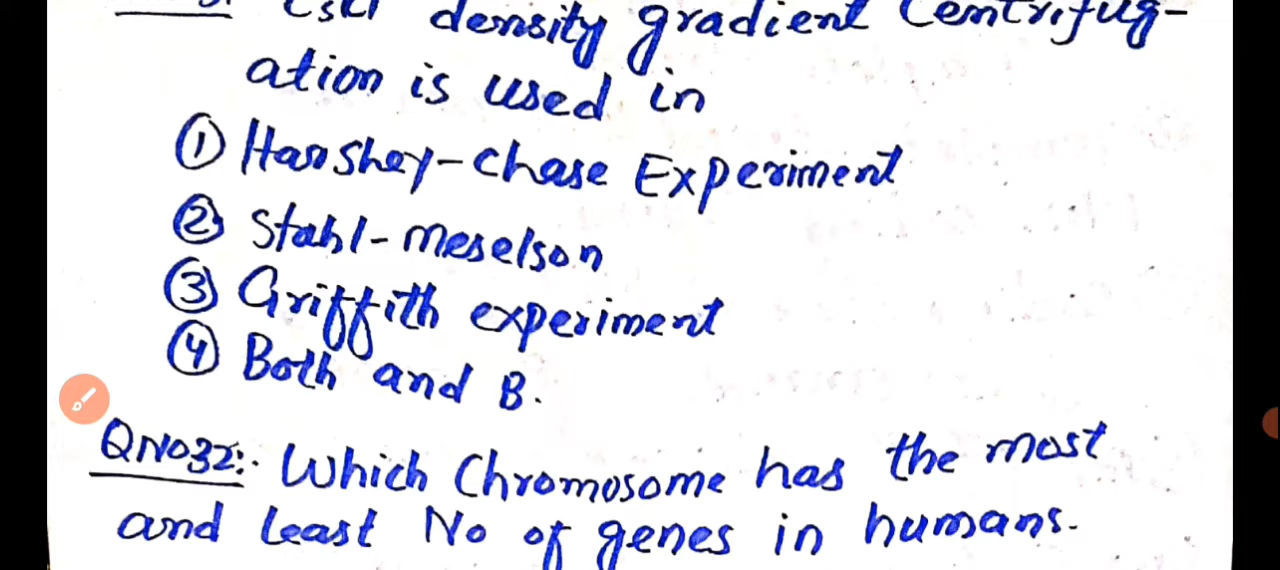 CsCl density gradient Centrifug-
ation is used in
① Harshey-Chase Experiment
② Stahl-meselson
③ Griffith experiment
④ Both and B.
QNO32:. Which Chromosome has the most
and least No of genes in humans.